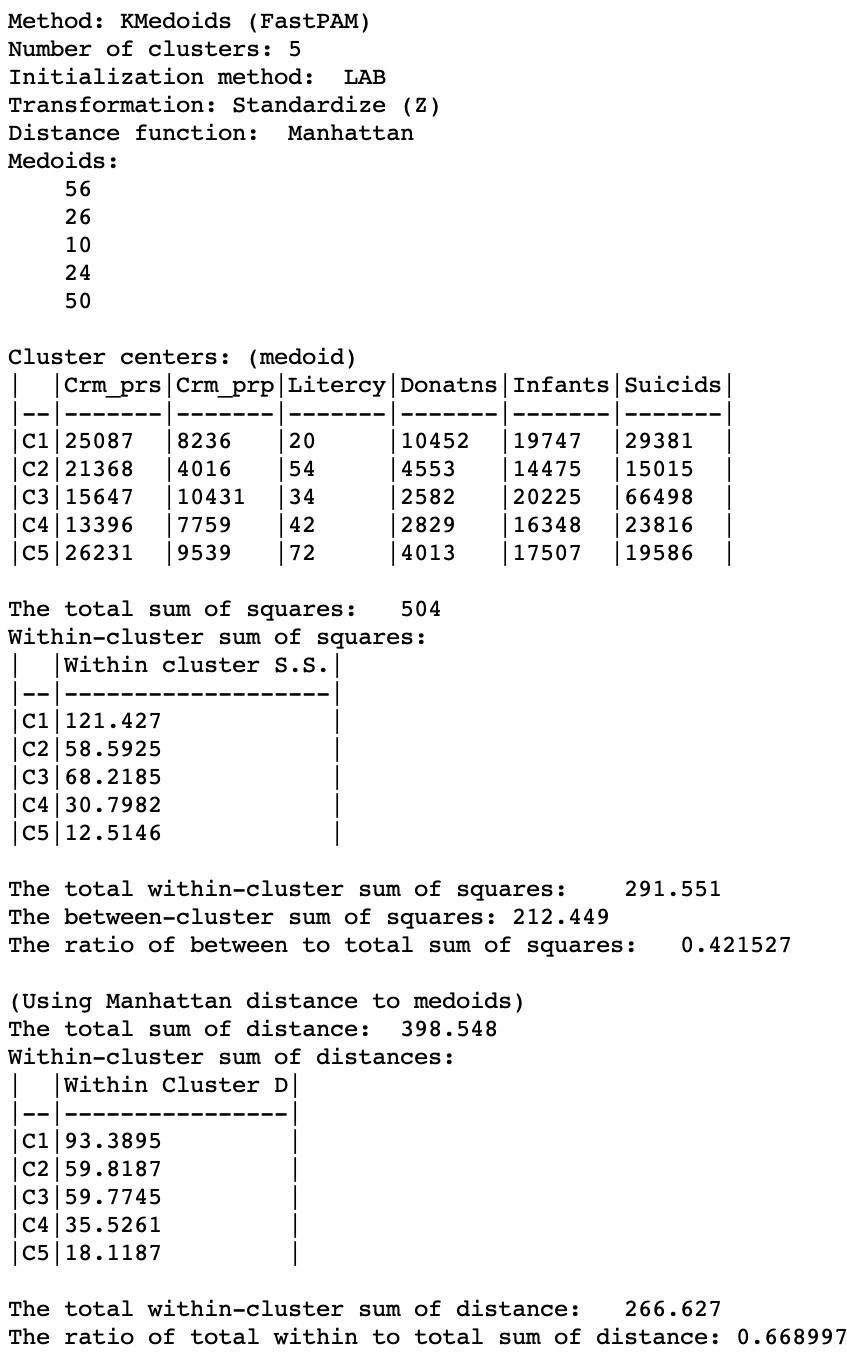 Method: KMedoids (FastPAM)
Number of clusters: 5
Initialization method:  LAB
Transformation: Standardize (Z)
Distance function:  Manhattan
Medoids:
    56
    26
    10
    24
    50
Cluster centers: (medoid)
|  |Crm_prs|Crm_prp|Litercy|Donatns|Infants|Suicids|
|--|-------|-------|-------|-------|-------|-------|
|C1|25087  |8236   |20     |10452  |19747  |29381  |
|C2|21368  |4016   |54     |4553   |14475  |15015  |
|C3|15647  |10431  |34     |2582   |20225  |66498  |
|C4|13396  |7759   |42     |2829   |16348  |23816  |
|C5|26231  |9539   |72     |4013   |17507  |19586  |
The total sum of squares:   504
Within-cluster sum of squares:
|  |Within cluster S.S.|
|--|-------------------|
|C1|121.427            |
|C2|58.5925            |
|C3|68.2185            |
|C4|30.7982            |
|C5|12.5146            |
The total within-cluster sum of squares:    291.551
The between-cluster sum of squares: 212.449
The ratio of between to total sum of squares:   0.421527
(Using Manhattan distance to medoids)
The total sum of distance:  398.548
Within-cluster sum of distances:
|  |Within Cluster D|
|--|----------------|
|C1|93.3895         |
|C2|59.8187         |
|C3|59.7745         |
|C4|35.5261         |
|C5|18.1187         |
The total within-cluster sum of distance:   266.627
The ratio of total within to total sum of distance: 0.668997